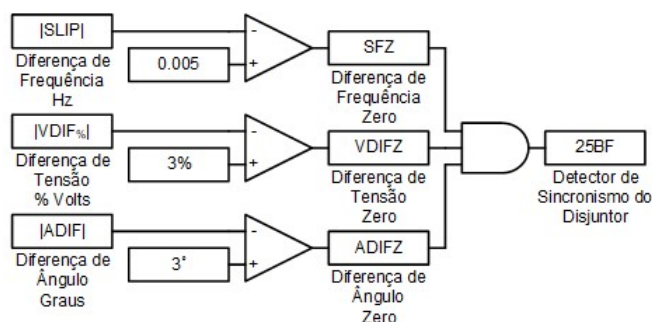 |SLIP|
Diferença de
Frequência
Hz
-
0.005
+
SFZ
Diferença de
Frequência
Zero
|VDIF%|
Diferença de
Tensão
% Volts
-
3%
+
VDIFZ
Diferença de
Tensão
Zero
25BF
Detector de
Sincronismo do
Disjuntor
|ADIF|
Diferença de
Ângulo
Graus
-
3°
+
ADIFZ
Diferença de
Ângulo
Zero